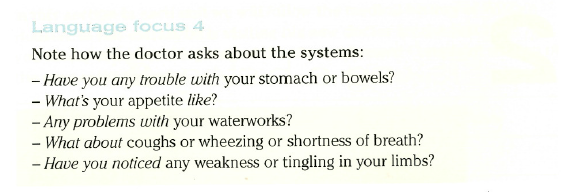 Language focus 4
Note how the doctor asks about the systems:
– Have you any trouble with your stomach or bowels?
– What's your appetite like?
– Any problems with your waterworks?
– What about coughs or wheezing or shortness of breath?
– Have you noticed any weakness or tingling in your limbs?